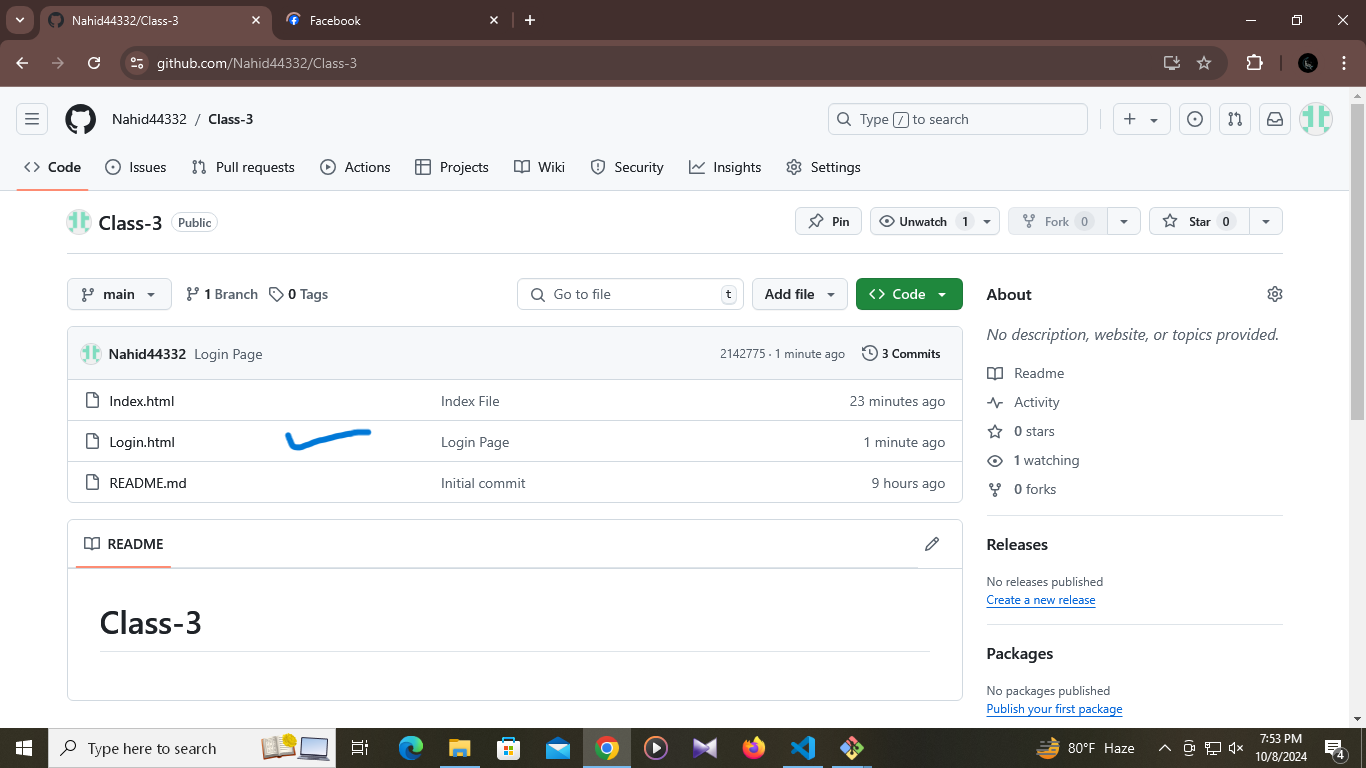 Nahid44332/Class-3
Facebook
github.com/Nahid44332/Class-3
Nahid44332 / Class-3
Type / to search
Code Issues Pull requests Actions Projects Wiki Security Insights Settings
Class-3 Public
Pin Unwatch 1 Fork 0 Star 0
main 1 Branch 0 Tags Go to file t Add file Code
About
No description, website, or topics provided.
Nahid44332 Login Page 2142775 · 1 minute ago 3 Commits
Index.html Index File 23 minutes ago
Login.html Login Page 1 minute ago
README.md Initial commit 9 hours ago
Readme
Activity
0 stars
1 watching
0 forks
README
Class-3
Releases
No releases published
Create a new release
Packages
No packages published
Publish your first package
Type here to search
80°F Haze
7:53 PM
10/8/2024
4